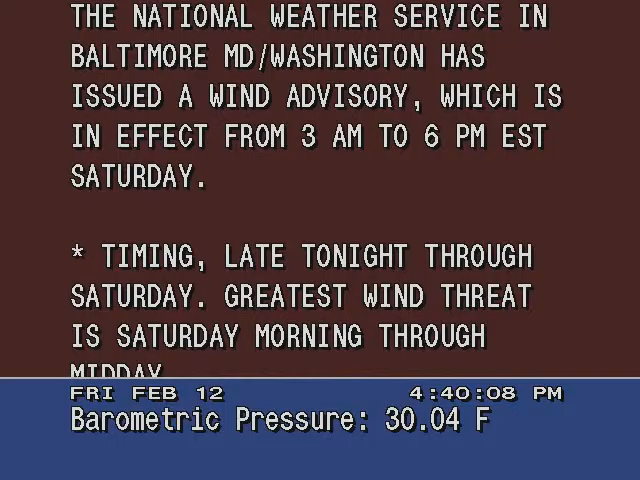 THE NATIONAL WEATHER SERVICE IN
BALTIMORE MD/WASHINGTON HAS
ISSUED A WIND ADVISORY, WHICH IS
IN EFFECT FROM 3 AM TO 6 PM EST
SATURDAY.
* TIMING, LATE TONIGHT THROUGH
SATURDAY. GREATEST WIND THREAT
IS SATURDAY MORNING THROUGH
MIDDAY
FRI FEB 12 4:40:08 PM
Barometric Pressure: 30.04 F